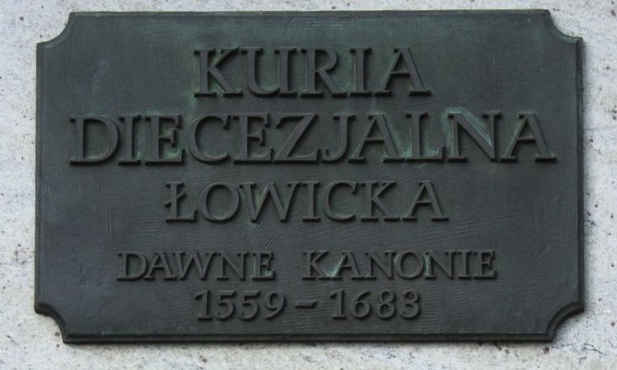 KURIA
DIECEZJALNA
ŁOWICKA
DAWNE KANONIE
1559 – 1683